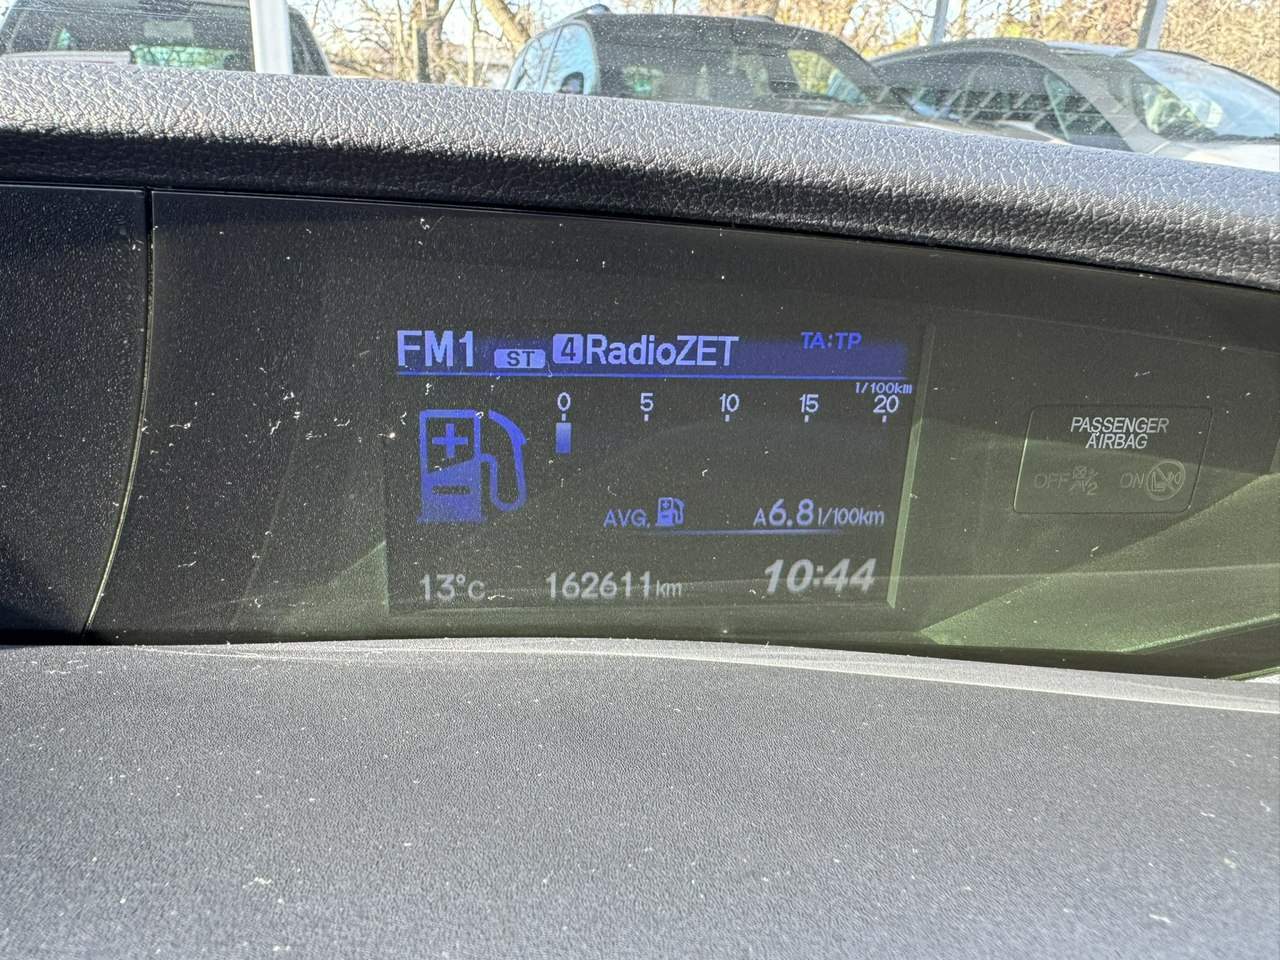 FM1 ST 4 RadioZET TA:TP
l/100km
0 5 10 15 20
AVG. A6.8l/100km
13°C 162611km 10:44
PASSENGER
AIRBAG
OFF ON